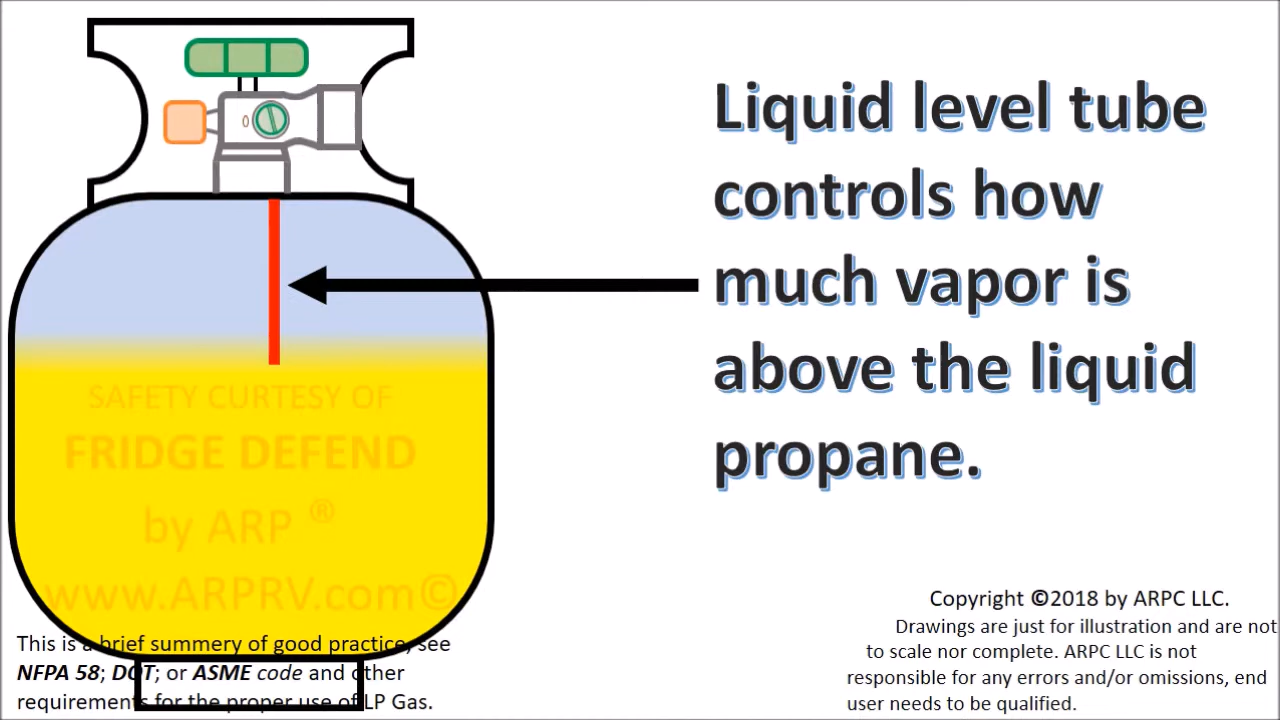 Liquid level tube
controls how
much vapor is
above the liquid
propane.
SAFETY CURTESY OF
FRIDGE DEFEND
by ARP ®
www.ARPRV.com©
This is a brief summery of good practice, see
NFPA 58; DOT; or ASME code and other
requirements for the proper use of LP Gas.
Copyright ©2018 by ARPC LLC.
Drawings are just for illustration and are not
to scale nor complete. ARPC LLC is not
responsible for any errors and/or omissions, end
user needs to be qualified.